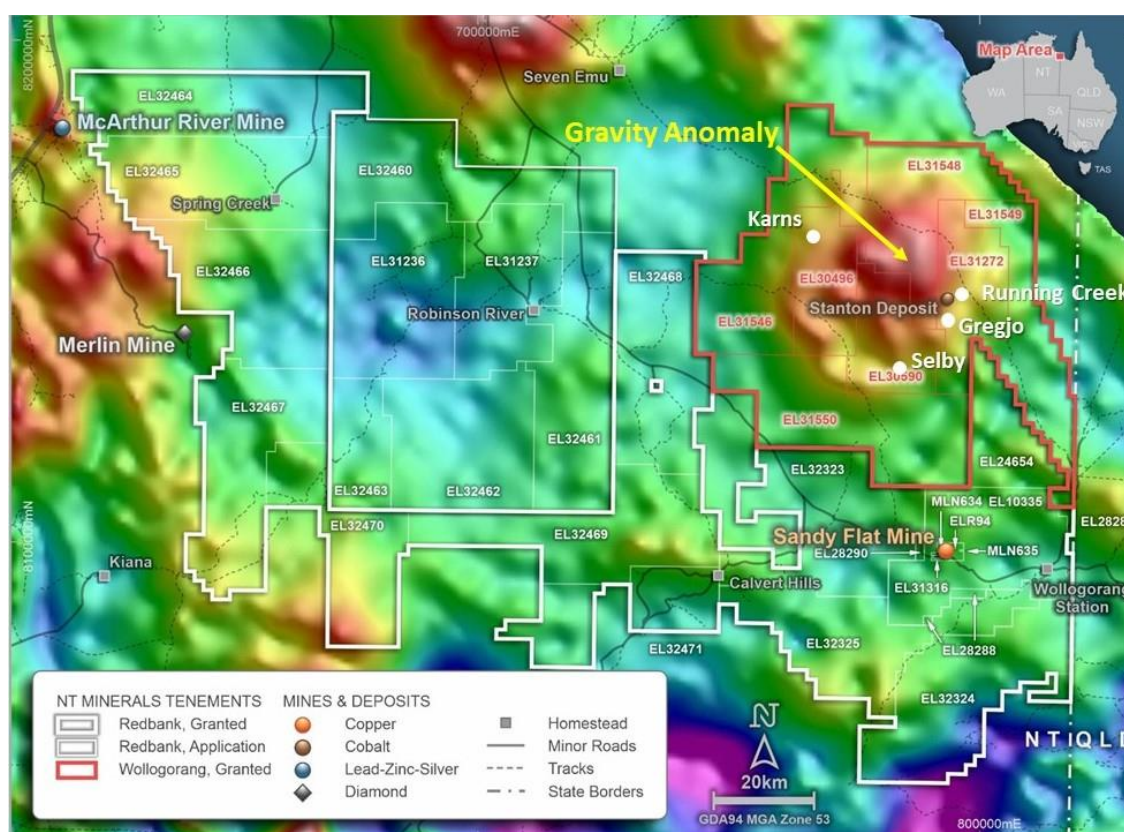 700000mE
8200000mN
Map Area
NT
QLD
WA
SA
NSW
TAS
Seven Emu
EL32464
McArthur River Mine
Gravity Anomaly
EL32465
EL32460
EL31548
Spring Creek
Karns
EL31549
EL32466
EL31236
EL31237
EL32468
EL30496
EL31272
Robinson River
Stanton Deposit
Running Creek
EL31546
Gregjo
Merlin Mine
Selby
EL30590
EL32467
EL31550
EL32461
EL32323
EL24654
EL32463
EL32462
MLN634
EL10335
8100000mN
EL32470
EL32469
ELR94
EL2828
Sandy Flat Mine
EL28290
MLN635
Kiana
Calvert Hills
EL31316
Wollogorang
Station
EL32471
EL32325
EL28288
EL32324
NT MINERALS TENEMENTS
Redbank, Granted
Redbank, Application
Wollogorang, Granted
MINES & DEPOSITS
Copper
Cobalt
Lead-Zinc-Silver
Diamond
Homestead
Minor Roads
Tracks
State Borders
N
20km
GDA94 MGA Zone 53
NT
QLD
800000mE